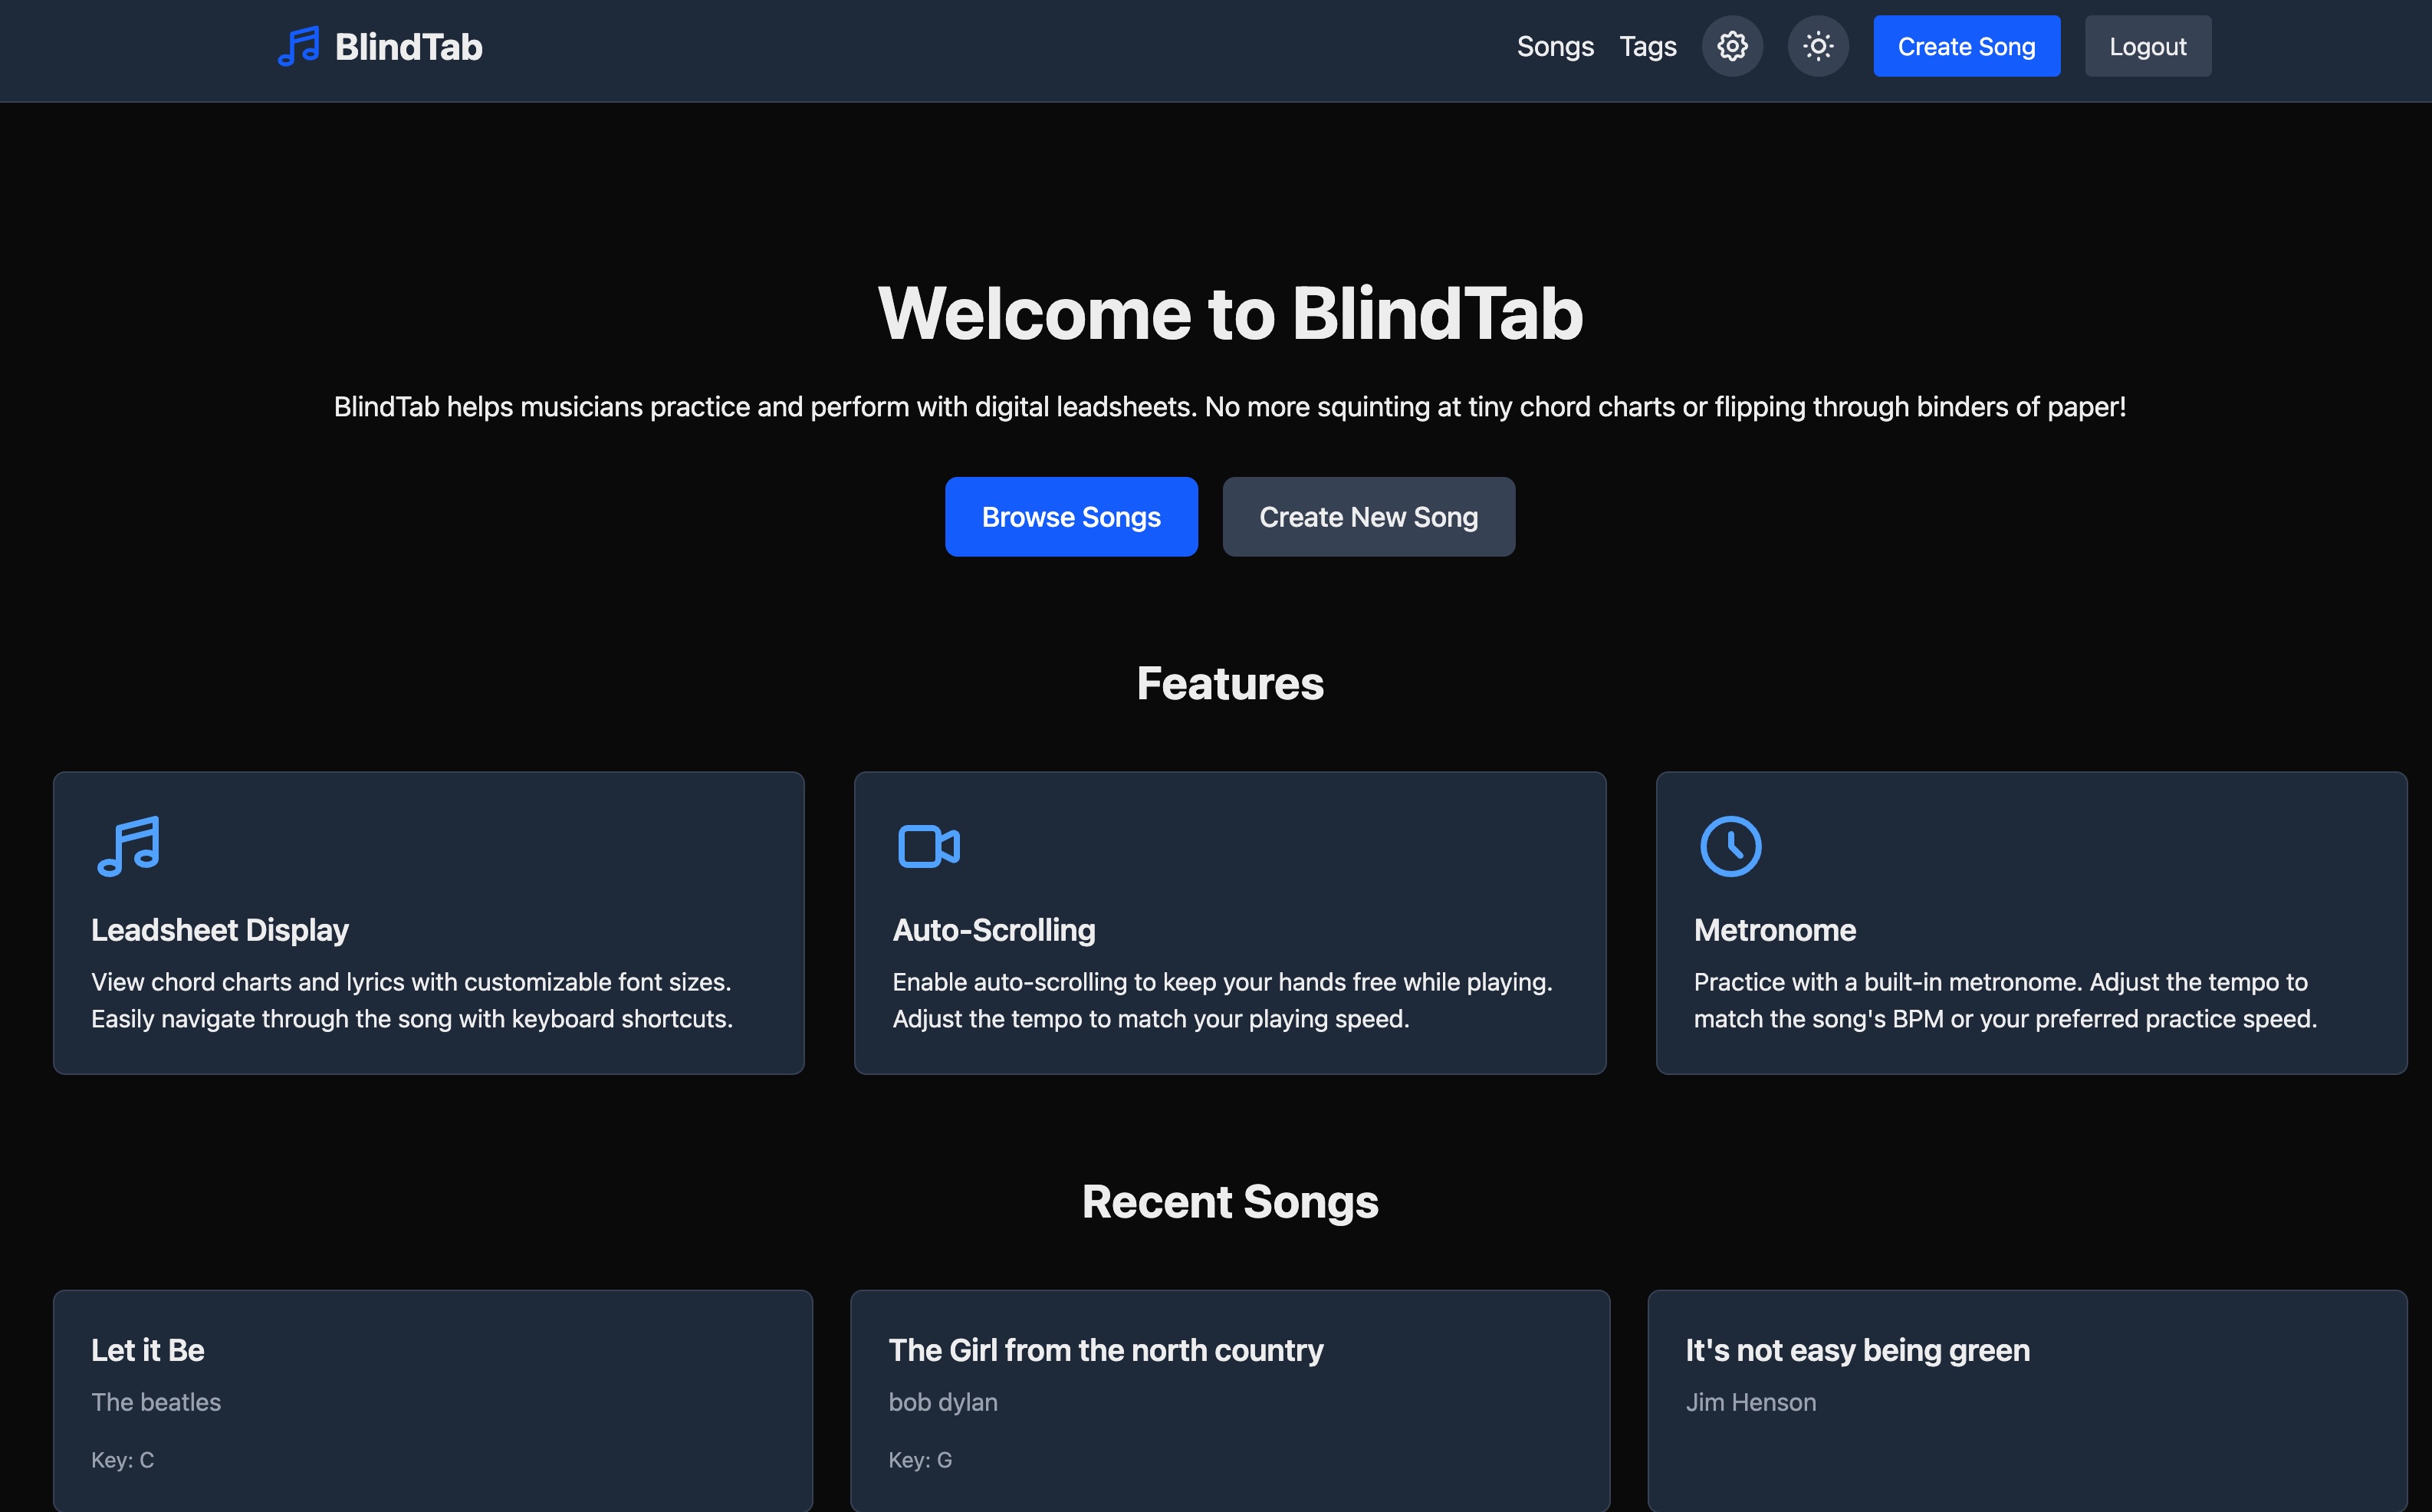 BlindTab
Songs Tags Create Song Logout
Welcome to BlindTab
BlindTab helps musicians practice and perform with digital leadsheets. No more squinting at tiny chord charts or flipping through binders of paper!
Browse Songs Create New Song
Features
Leadsheet Display
View chord charts and lyrics with customizable font sizes.
Easily navigate through the song with keyboard shortcuts.
Auto-Scrolling
Enable auto-scrolling to keep your hands free while playing.
Adjust the tempo to match your playing speed.
Metronome
Practice with a built-in metronome. Adjust the tempo to
match the song's BPM or your preferred practice speed.
Recent Songs
Let it Be
The beatles
Key: C
The Girl from the north country
bob dylan
Key: G
It's not easy being green
Jim Henson